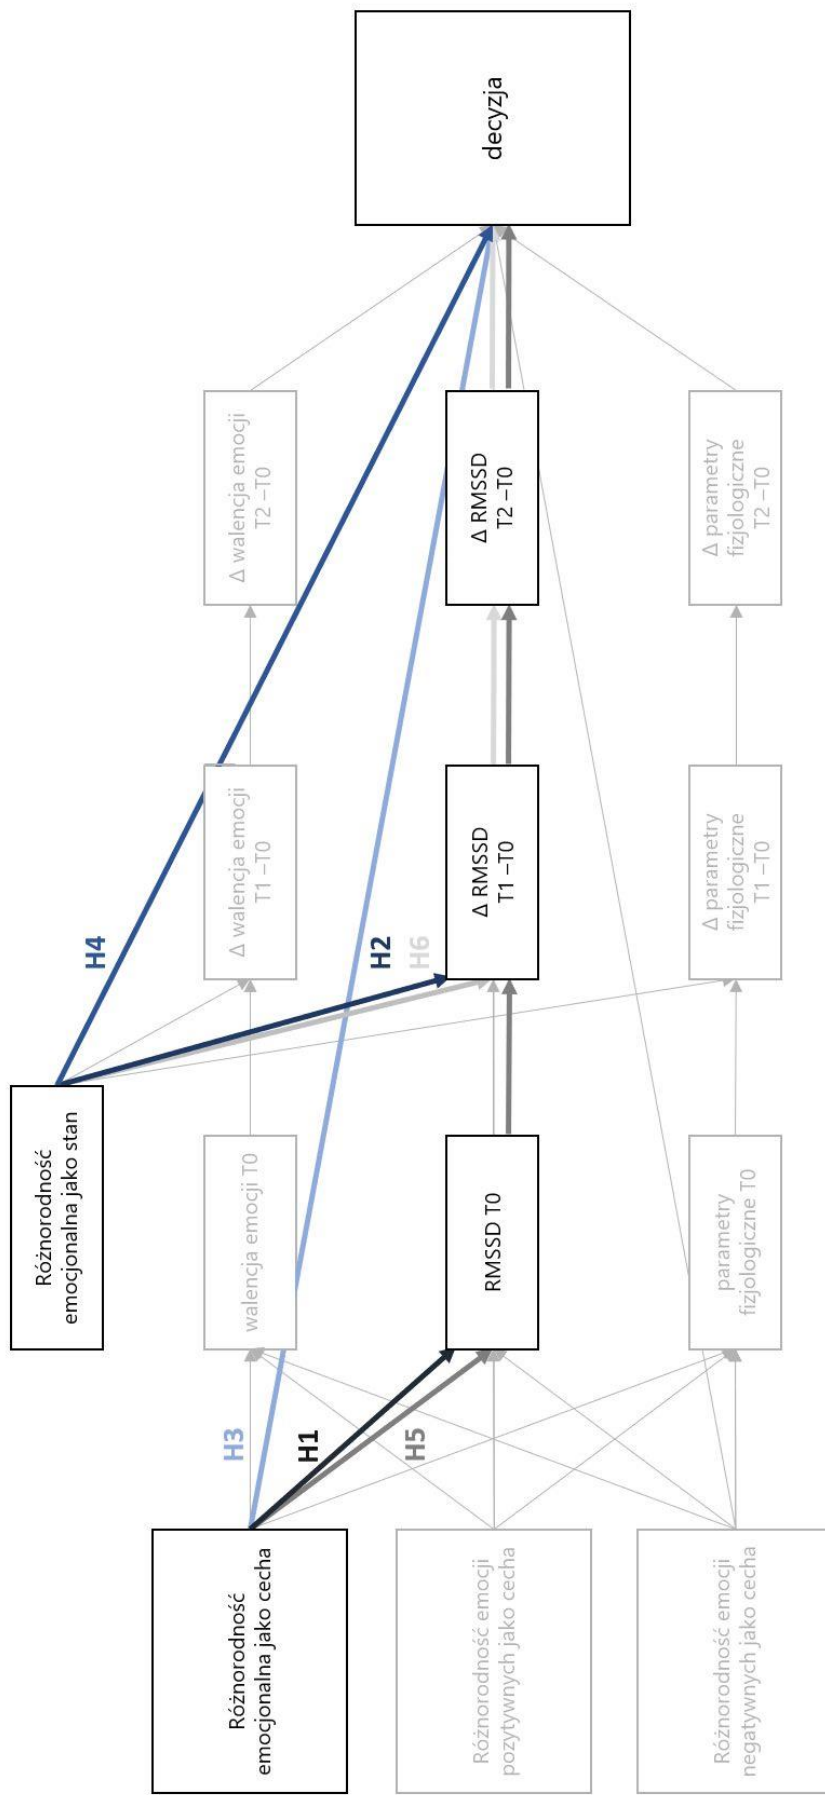 Różnorodność
emocjonalna jako stan
H4
Δ walencja emocji
T1 –T0
Δ walencja emocji
T2 –T0
walencja emocji T0
H3
Różnorodność
emocjonalna jako cecha
H1
H2
H6
H5
RMSSD T0
Δ RMSSD
T1 –T0
Δ RMSSD
T2 –T0
decyzja
Różnorodność emocji
pozytywnych jako cecha
Różnorodność emocji
negatywnych jako cecha
parametry
fizjologiczne T0
Δ parametry
fizjologiczne
T1 –T0
Δ parametry
fizjologiczne
T2 –T0